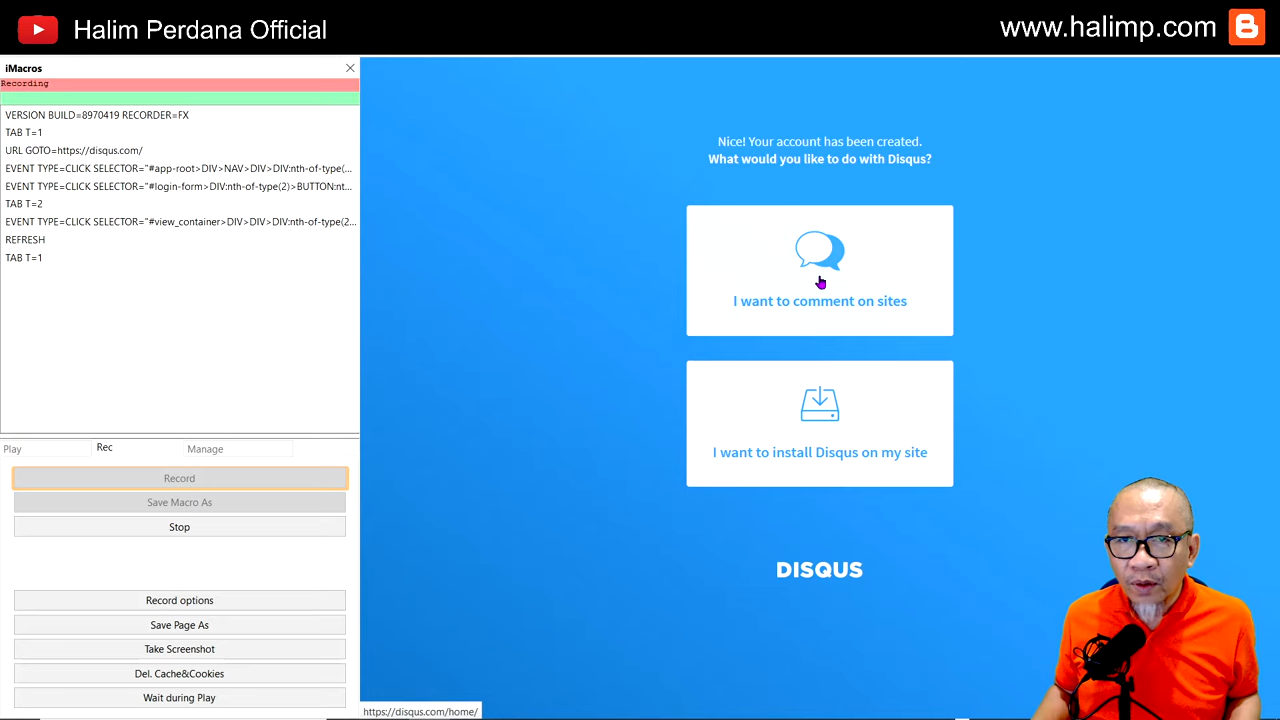 Halim Perdana Official
www.halimp.com
iMacros
Recording
VERSION BUILD=8970419 RECORDER=FX
TAB T=1
URL GOTO=https://disqus.com/
EVENT TYPE=CLICK SELECTOR="#app-root>DIV>NAV>DIV>DIV:nth-of-type(...
EVENT TYPE=CLICK SELECTOR="#login-form>DIV:nth-of-type(2)>BUTTON:nt...
TAB T=2
EVENT TYPE=CLICK SELECTOR="#view_container>DIV>DIV>DIV:nth-of-type(2...
REFRESH
TAB T=1
Play Rec Manage
Record
Save Macro As
Stop
Record options
Save Page As
Take Screenshot
Del. Cache&Cookies
Wait during Play
Nice! Your account has been created.
What would you like to do with Disqus?
I want to comment on sites
I want to install Disqus on my site
DISQUS
https://disqus.com/home/